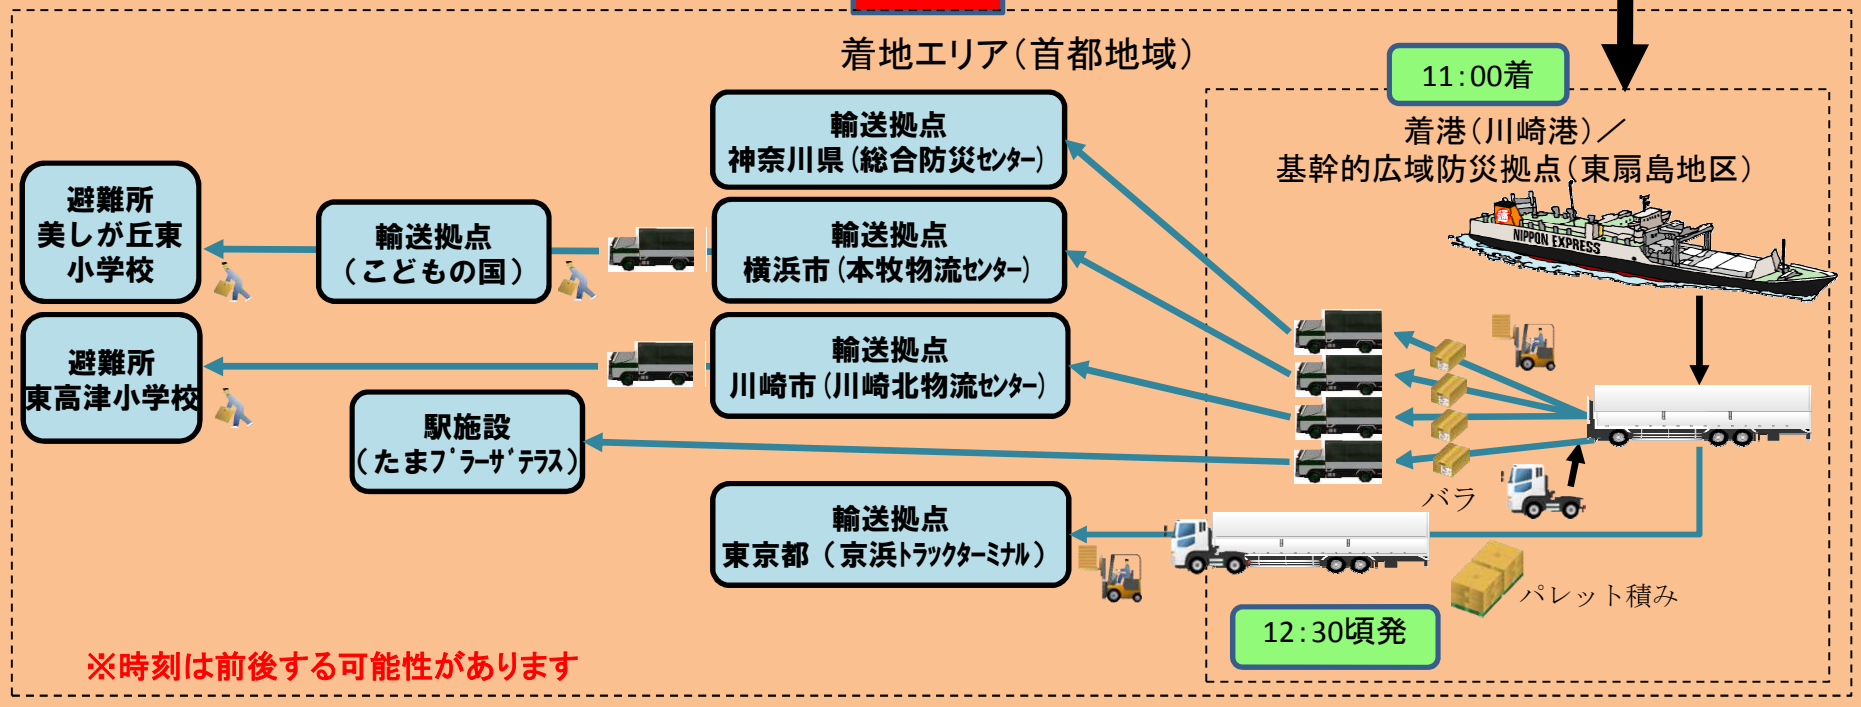 着地エリア(首都地域)
11:00着
着港(川崎港)/
基幹的広域防災拠点(東扇島地区)
NIPPON EXPRESS
輸送拠点
神奈川県(総合防災ｾﾝﾀｰ)
輸送拠点
横浜市(本牧物流ｾﾝﾀｰ)
輸送拠点
(こどもの国)
避難所
美しが丘東
小学校
輸送拠点
川崎市(川崎北物流ｾﾝﾀｰ)
避難所
東高津小学校
駅施設
(たまﾌﾟﾗｰｻﾞﾃﾗｽ)
バラ
輸送拠点
東京都(京浜ﾄﾗｯｸﾀｰﾐﾅﾙ)
パレット積み
12:30頃発
※時刻は前後する可能性があります